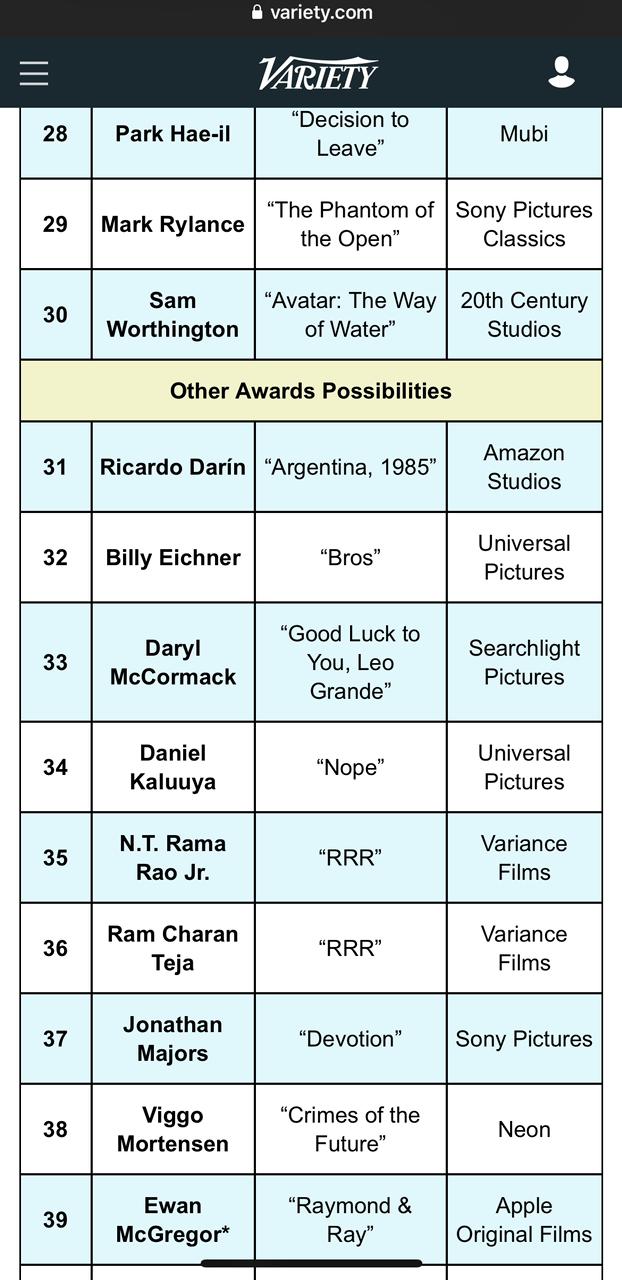 variety.com
VARIETY
28 Park Hae-il “Decision to Leave” Mubi
29 Mark Rylance “The Phantom of the Open” Sony Pictures Classics
30 Sam Worthington “Avatar: The Way of Water” 20th Century Studios
Other Awards Possibilities
31 Ricardo Darín “Argentina, 1985” Amazon Studios
32 Billy Eichner “Bros” Universal Pictures
33 Daryl McCormack “Good Luck to You, Leo Grande” Searchlight Pictures
34 Daniel Kaluuya “Nope” Universal Pictures
35 N.T. Rama Rao Jr. “RRR” Variance Films
36 Ram Charan Teja “RRR” Variance Films
37 Jonathan Majors “Devotion” Sony Pictures
38 Viggo Mortensen “Crimes of the Future” Neon
39 Ewan McGregor* “Raymond & Ray” Apple Original Films